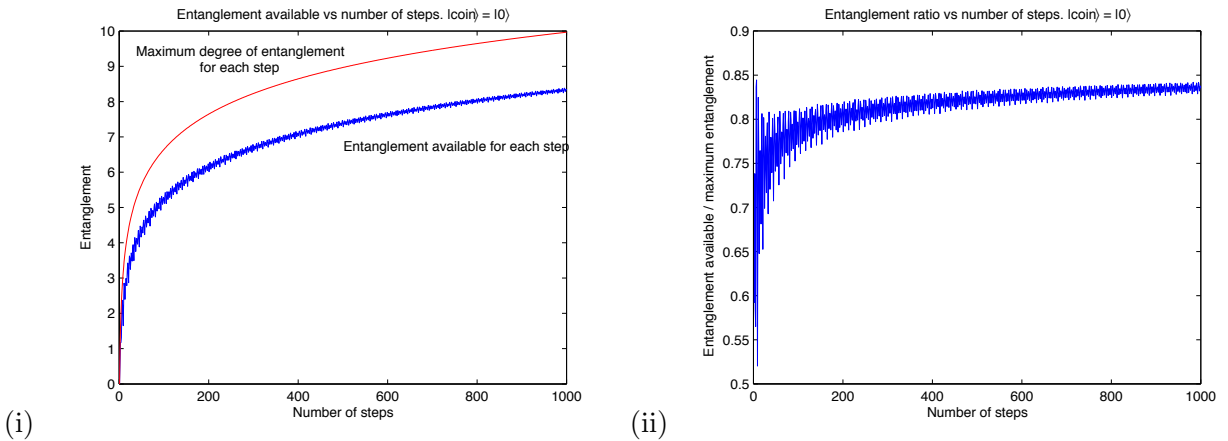 Entanglement available vs number of steps. |coin⟩ = |0⟩
Maximum degree of entanglement
for each step
Entanglement available for each step
Entanglement
10
9
8
7
6
5
4
3
2
1
0
0 200 400 600 800 1000
Number of steps
(i)
Entanglement ratio vs number of steps. |coin⟩ = |0⟩
Entanglement available / maximum entanglement
0.9
0.85
0.8
0.75
0.7
0.65
0.6
0.55
0.5
0 200 400 600 800 1000
Number of steps
(ii)